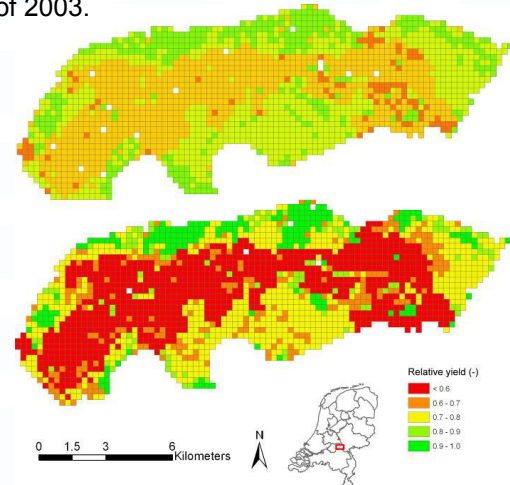 of 2003.
Relative yield (-)
< 0.6
0.6 - 0.7
0.7 - 0.8
0.8 - 0.9
0.9 - 1.0
N
0 1.5 3 6
Kilometers